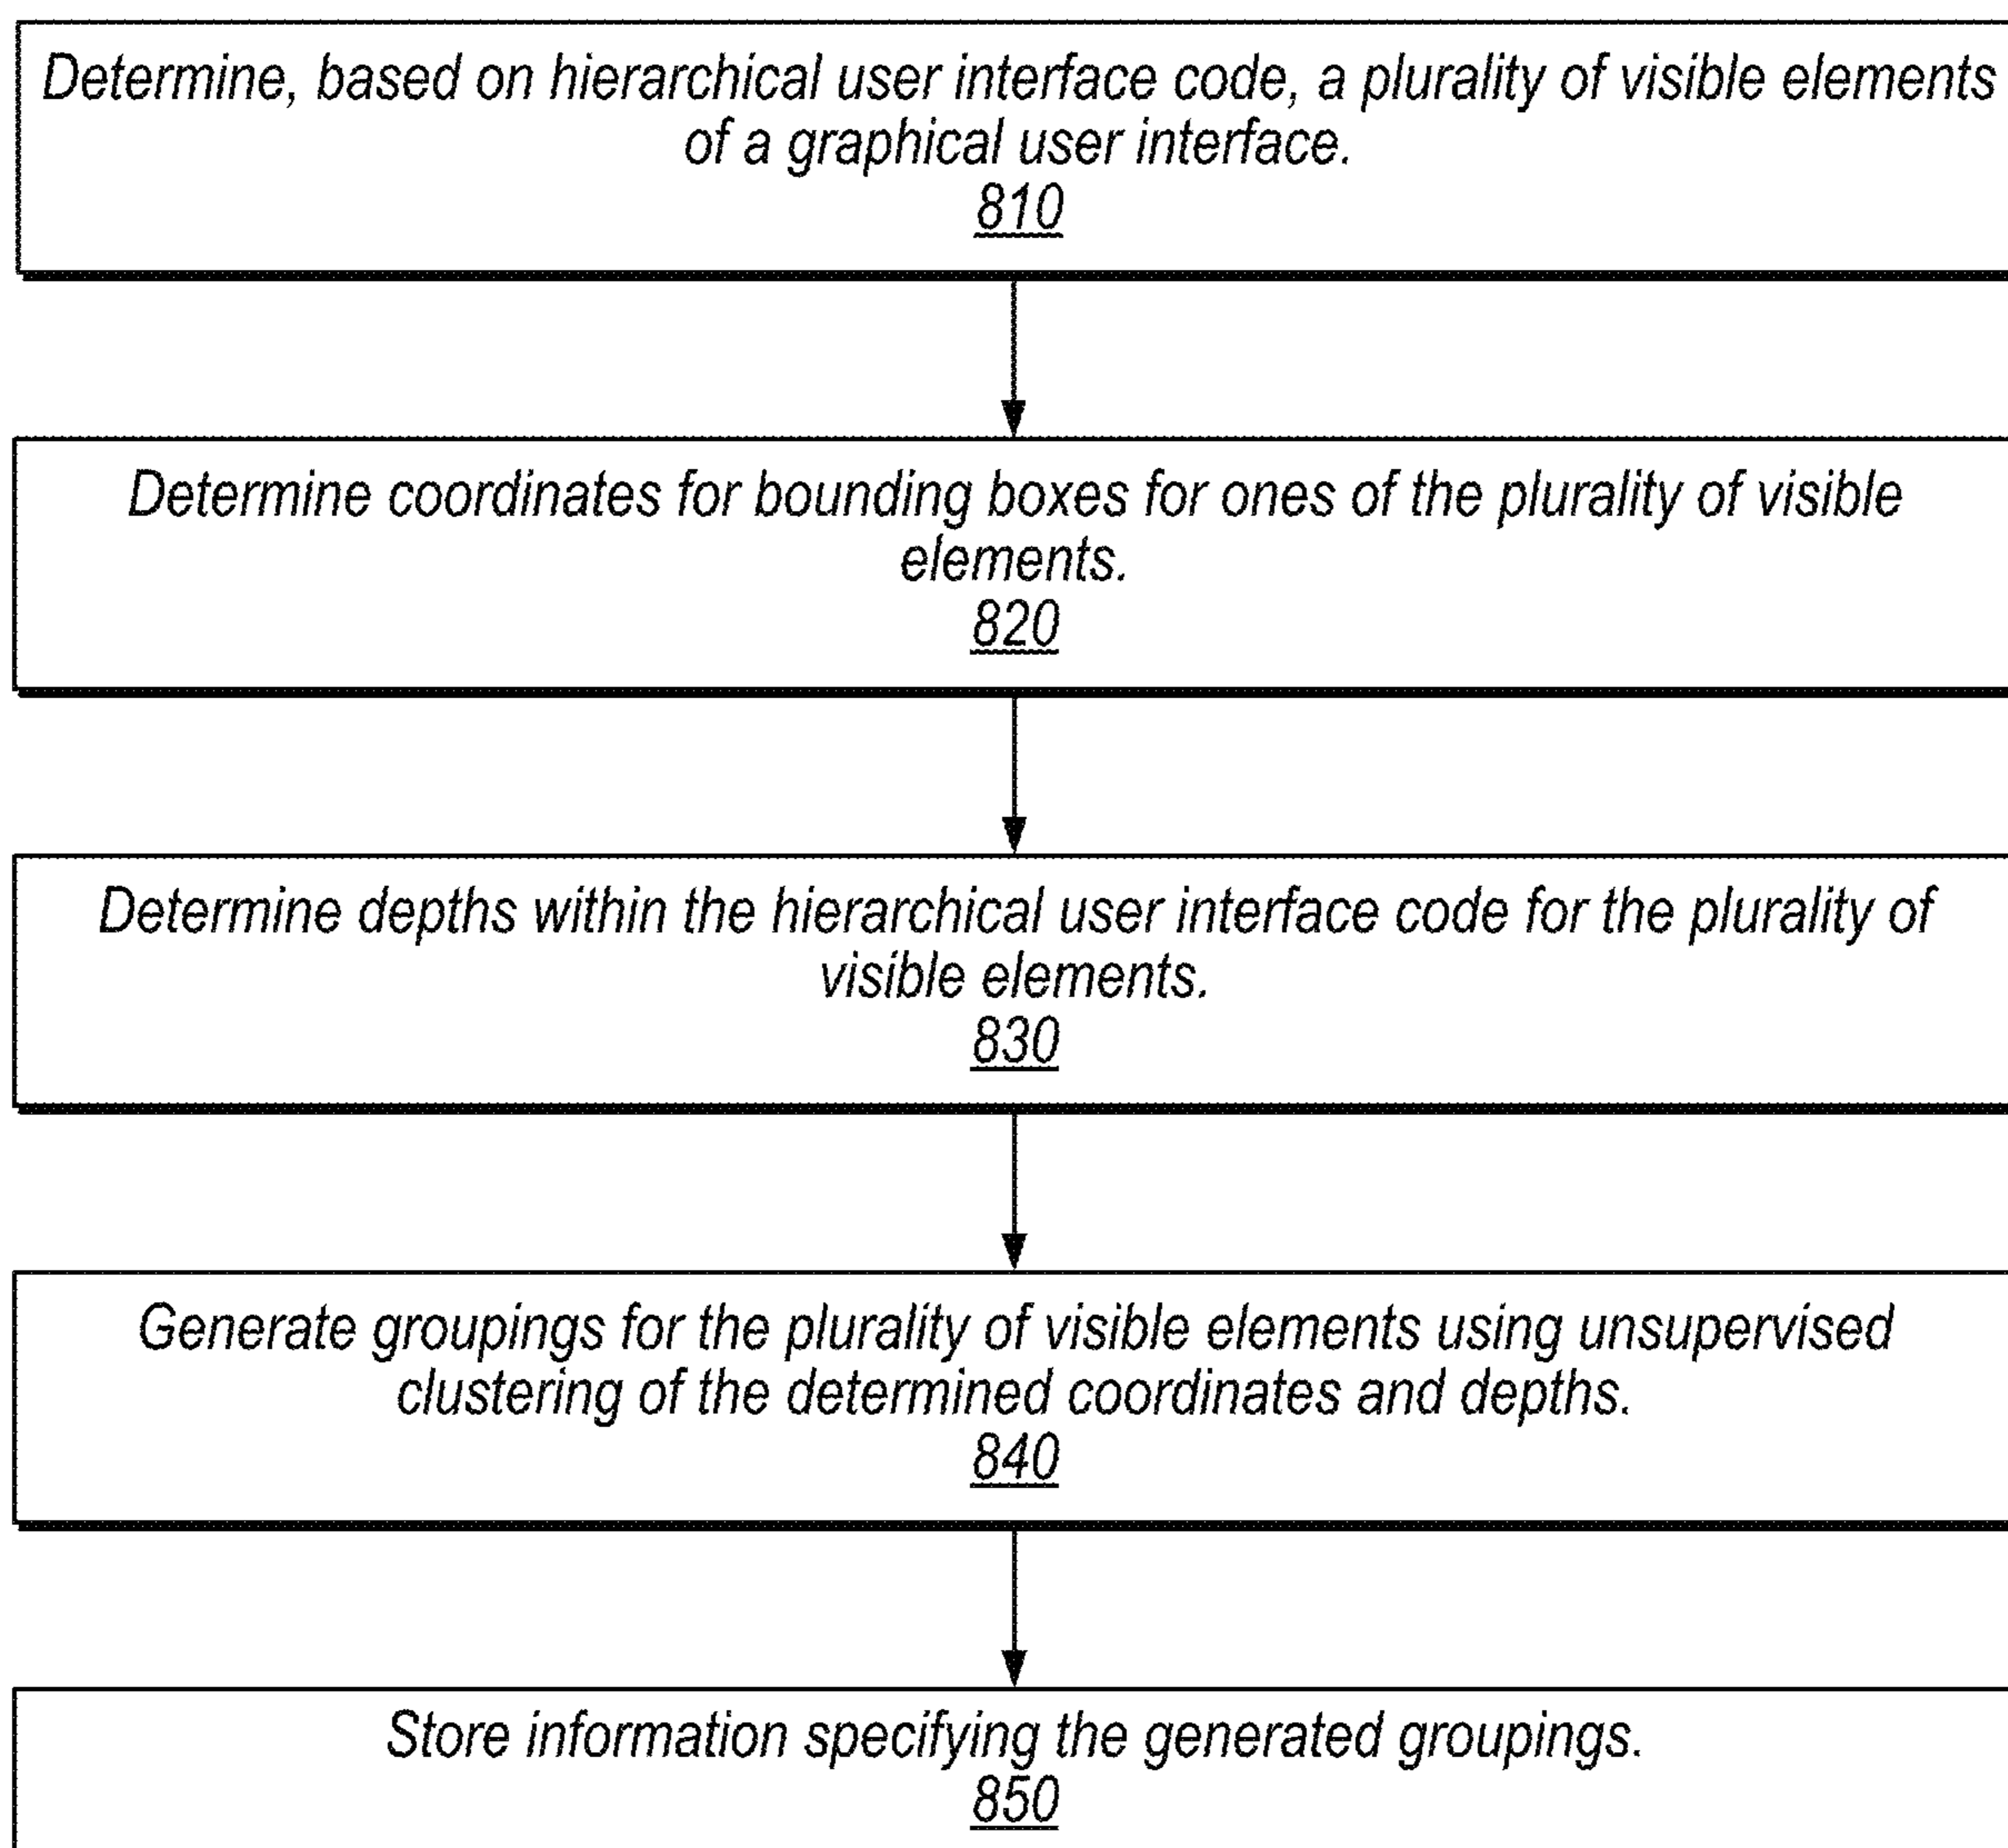 Determine, based on hierarchical user interface code, a plurality of visible elements
of a graphical user interface.
810
Determine coordinates for bounding boxes for ones of the plurality of visible
elements.
820
Determine depths within the hierarchical user interface code for the plurality of
visible elements.
830
Generate groupings for the plurality of visible elements using unsupervised
clustering of the determined coordinates and depths.
840
Store information specifying the generated groupings.
850